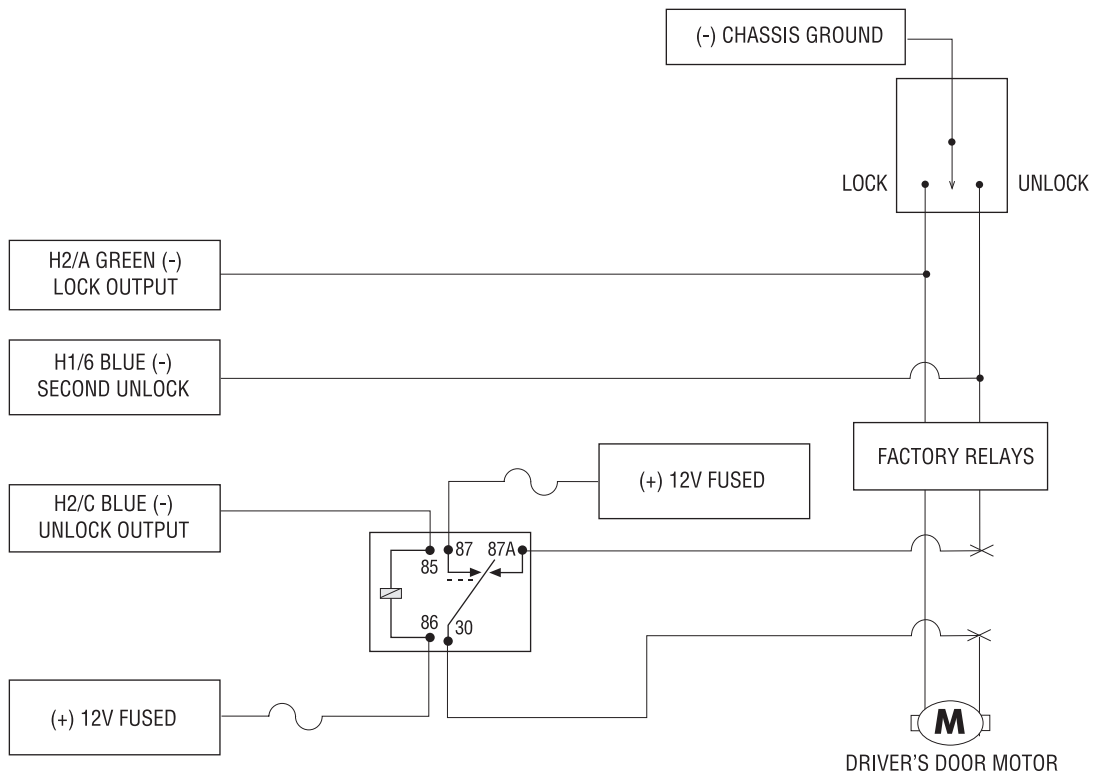 (-) CHASSIS GROUND
LOCK
UNLOCK
H2/A GREEN (-)
LOCK OUTPUT
H1/6 BLUE (-)
SECOND UNLOCK
FACTORY RELAYS
(+) 12V FUSED
H2/C BLUE (-)
UNLOCK OUTPUT
87
87A
85
86
30
(+) 12V FUSED
M
DRIVER'S DOOR MOTOR